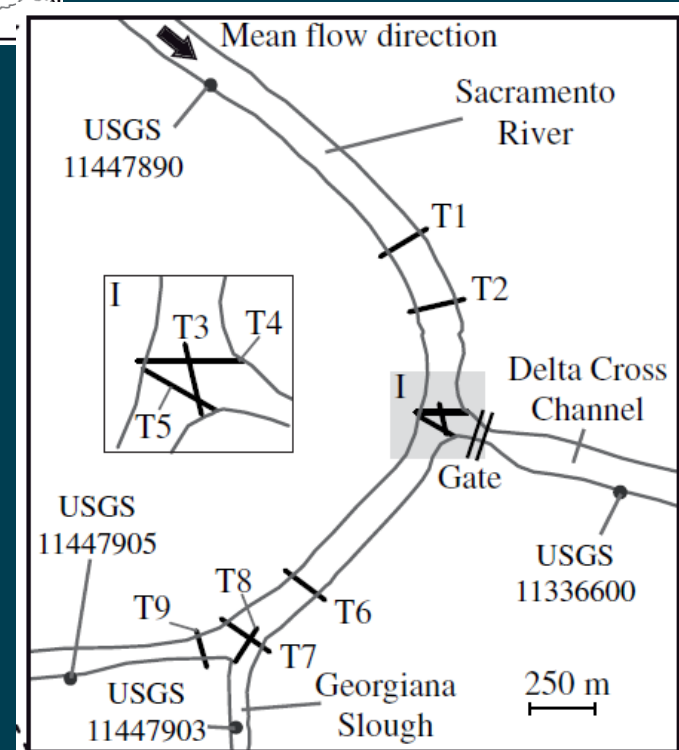 Mean flow direction
Sacramento
River
USGS
11447890
T1
T2
I
T3
T4
T5
Delta Cross
Channel
I
Gate
USGS
11447905
USGS
11336600
T8
T9
T6
T7
USGS
11447903
Georgiana
Slough
250 m